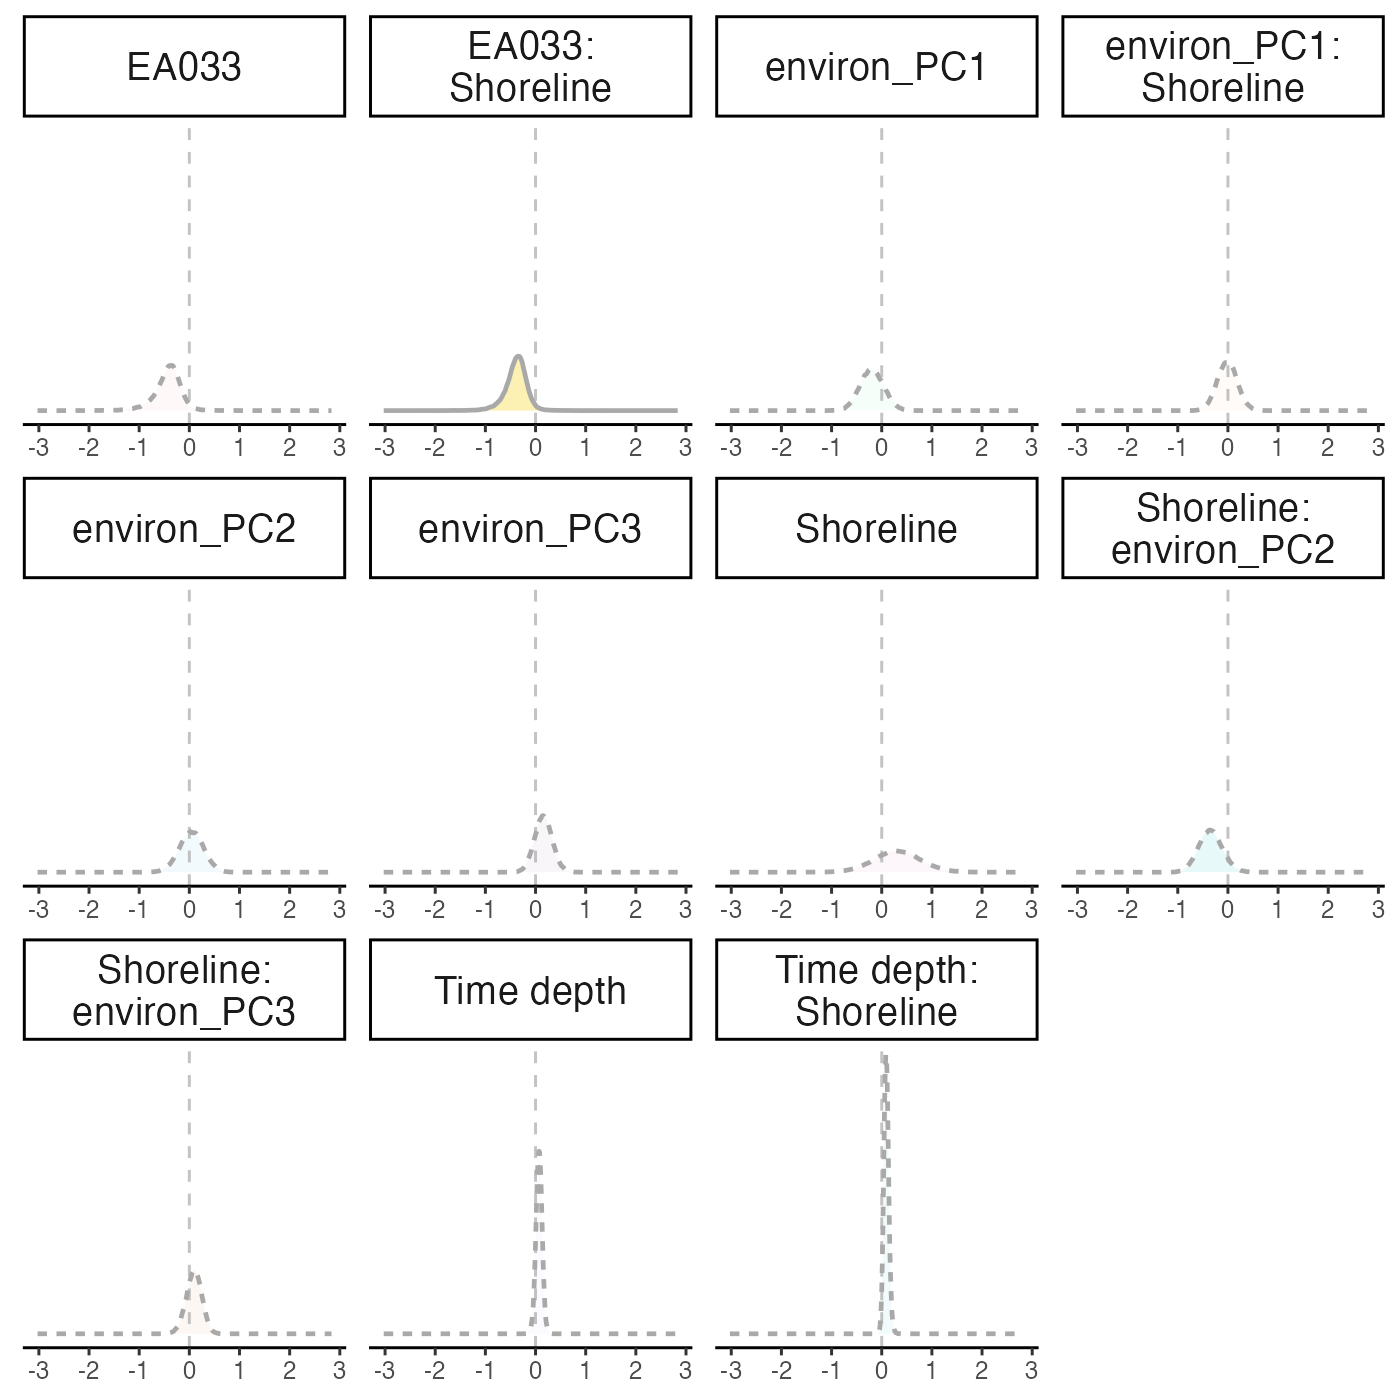 EA033
EA033:
Shoreline
environ_PC1
environ_PC1:
Shoreline
-3 -2 -1 0 1 2 3
-3 -2 -1 0 1 2 3
-3 -2 -1 0 1 2 3
-3 -2 -1 0 1 2 3
environ_PC2
environ_PC3
Shoreline
Shoreline:
environ_PC2
-3 -2 -1 0 1 2 3
-3 -2 -1 0 1 2 3
-3 -2 -1 0 1 2 3
-3 -2 -1 0 1 2 3
Shoreline:
environ_PC3
Time depth
Time depth:
Shoreline
-3 -2 -1 0 1 2 3
-3 -2 -1 0 1 2 3
-3 -2 -1 0 1 2 3